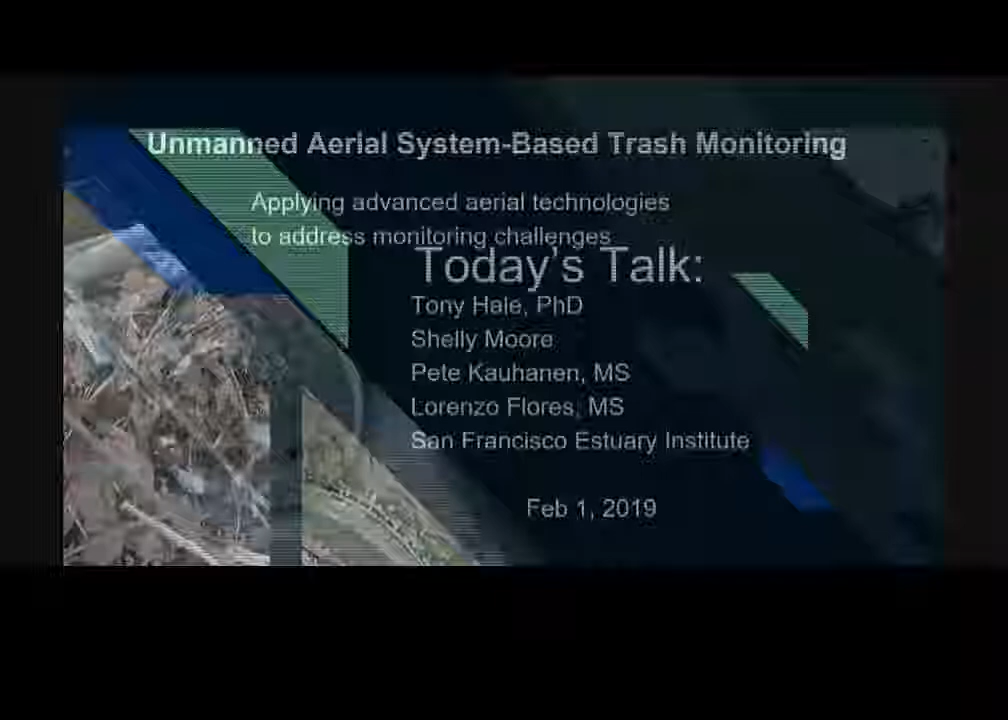 Unmanned Aerial System-Based Trash Monitoring
Applying advanced aerial technologies
to address monitoring challenges
Today's Talk:
Tony Hale, PhD
Shelly Moore
Pete Kauhanen, MS
Lorenzo Flores, MS
San Francisco Estuary Institute
Feb 1, 2019